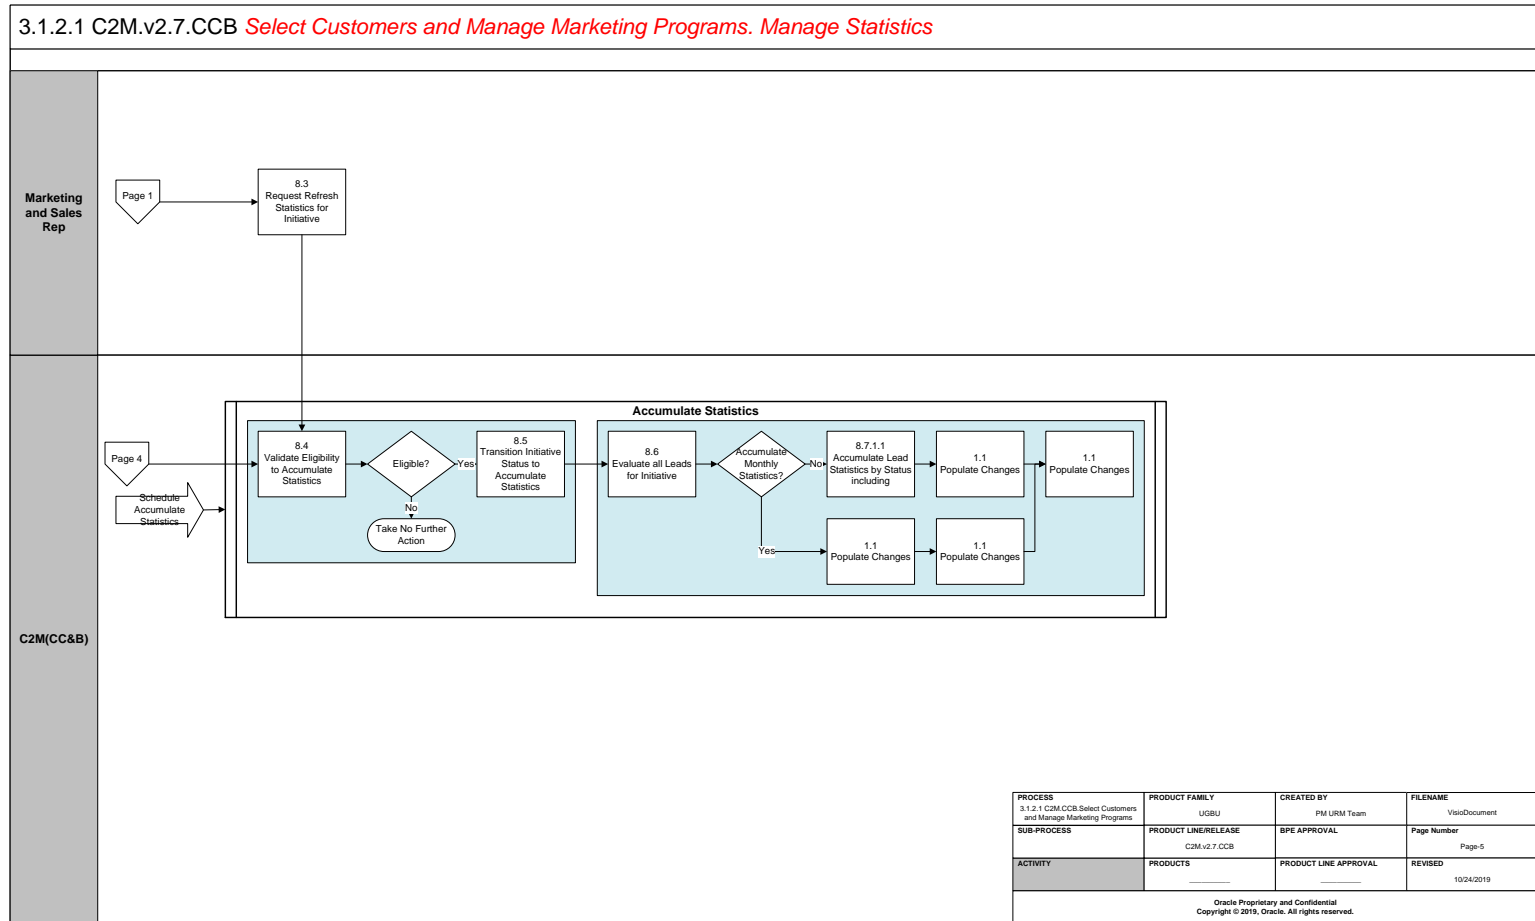 3.1.2.1 C2M.v2.7.CCB Select Customers and Manage Marketing Programs. Manage Statistics
Marketing
and Sales
Rep
Page 1
8.3
Request Refresh
Statistics for
Initiative
C2M(CC&B)
Accumulate Statistics
Page 4
Schedule
Accumulate
Statistics
8.4
Validate Eligibility
to Accumulate
Statistics
Eligible?
Yes
No
Take No Further
Action
8.5
Transition Initiative
Status to
Accumulate
Statistics
8.6
Evaluate all Leads
for Initiative
Accumulate
Monthly
Statistics?
No
8.7.1.1
Accumulate Lead
Statistics by Status
including
1.1
Populate Changes
1.1
Populate Changes
Yes
1.1
Populate Changes
1.1
Populate Changes
PROCESS
3.1.2.1 C2M.CCB.Select Customers
and Manage Marketing Programs
PRODUCT FAMILY
UGBU
CREATED BY
PM URM Team
FILENAME
VisioDocument
SUB-PROCESS
PRODUCT LINE/RELEASE
C2M.v2.7.CCB
BPE APPROVAL
Page Number
Page-5
ACTIVITY
PRODUCTS
___________
PRODUCT LINE APPROVAL
___________
REVISED
10/24/2019
Oracle Proprietary and Confidential
Copyright © 2019, Oracle. All rights reserved.